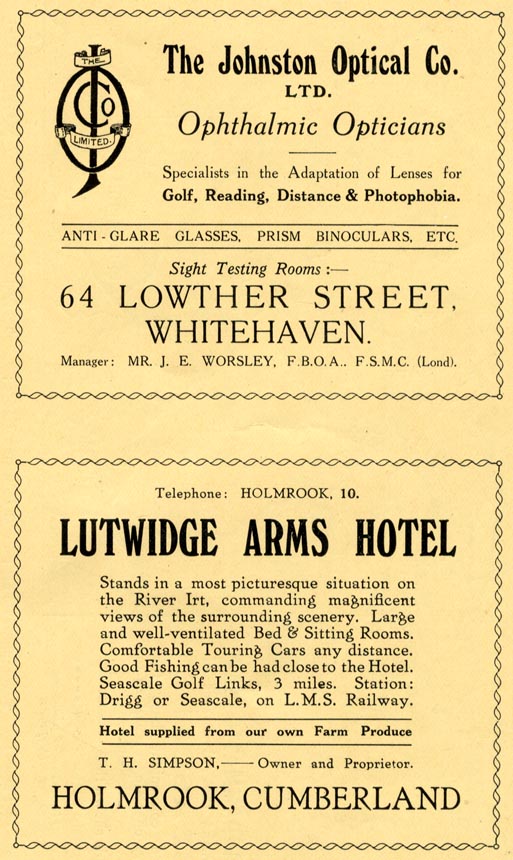 THE
J Co
LIMITED.
The Johnston Optical Co.
LTD.
Ophthalmic Opticians
Specialists in the Adaptation of Lenses for
Golf, Reading, Distance & Photophobia.
ANTI-GLARE GLASSES, PRISM BINOCULARS, ETC.
Sight Testing Rooms :—
64 LOWTHER STREET,
WHITEHAVEN.
Manager: MR. J. E. WORSLEY, F.B.O.A.. F.S.M.C. (Lond).
Telephone: HOLMROOK, 10.
LUTWIDGE ARMS HOTEL
Stands in a most picturesque situation on
the River Irt, commanding magnificent
views of the surrounding scenery. Large
and well-ventilated Bed & Sitting Rooms.
Comfortable Touring Cars any distance.
Good Fishing can be had close to the Hotel.
Seascale Golf Links, 3 miles. Station:
Drigg or Seascale, on L.M.S. Railway.
Hotel supplied from our own Farm Produce
T. H. SIMPSON,—— Owner and Proprietor.
HOLMROOK, CUMBERLAND